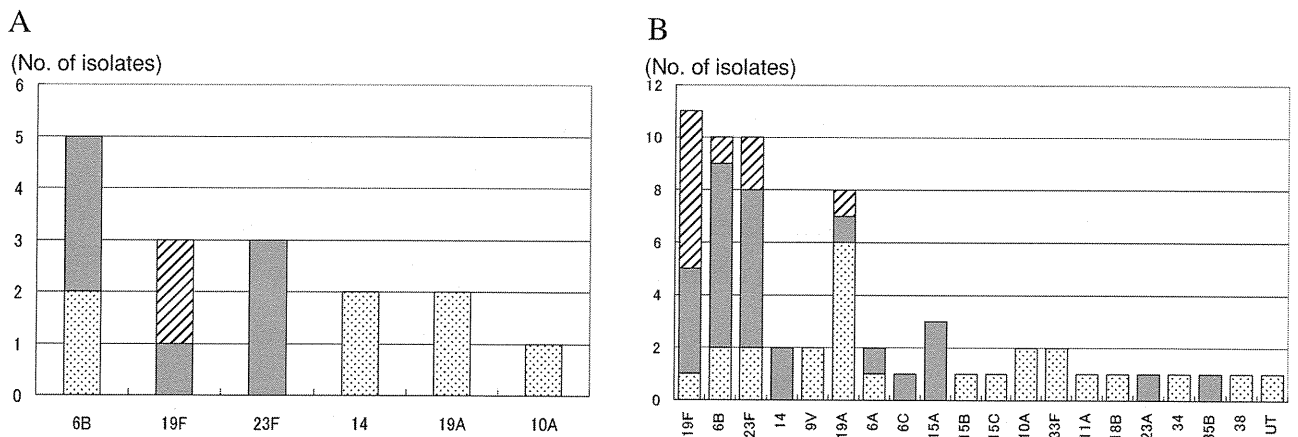 A
(No. of isolates)
6
5
4
3
2
1
0
6B 19F 23F 14 19A 10A
B
(No. of isolates)
12
10
8
6
4
2
0
19F 6B 23F 14 9V 19A 6A 6C 15A 15B 15C 10A 33F 11A 18B 23A 34 35B 38 UT